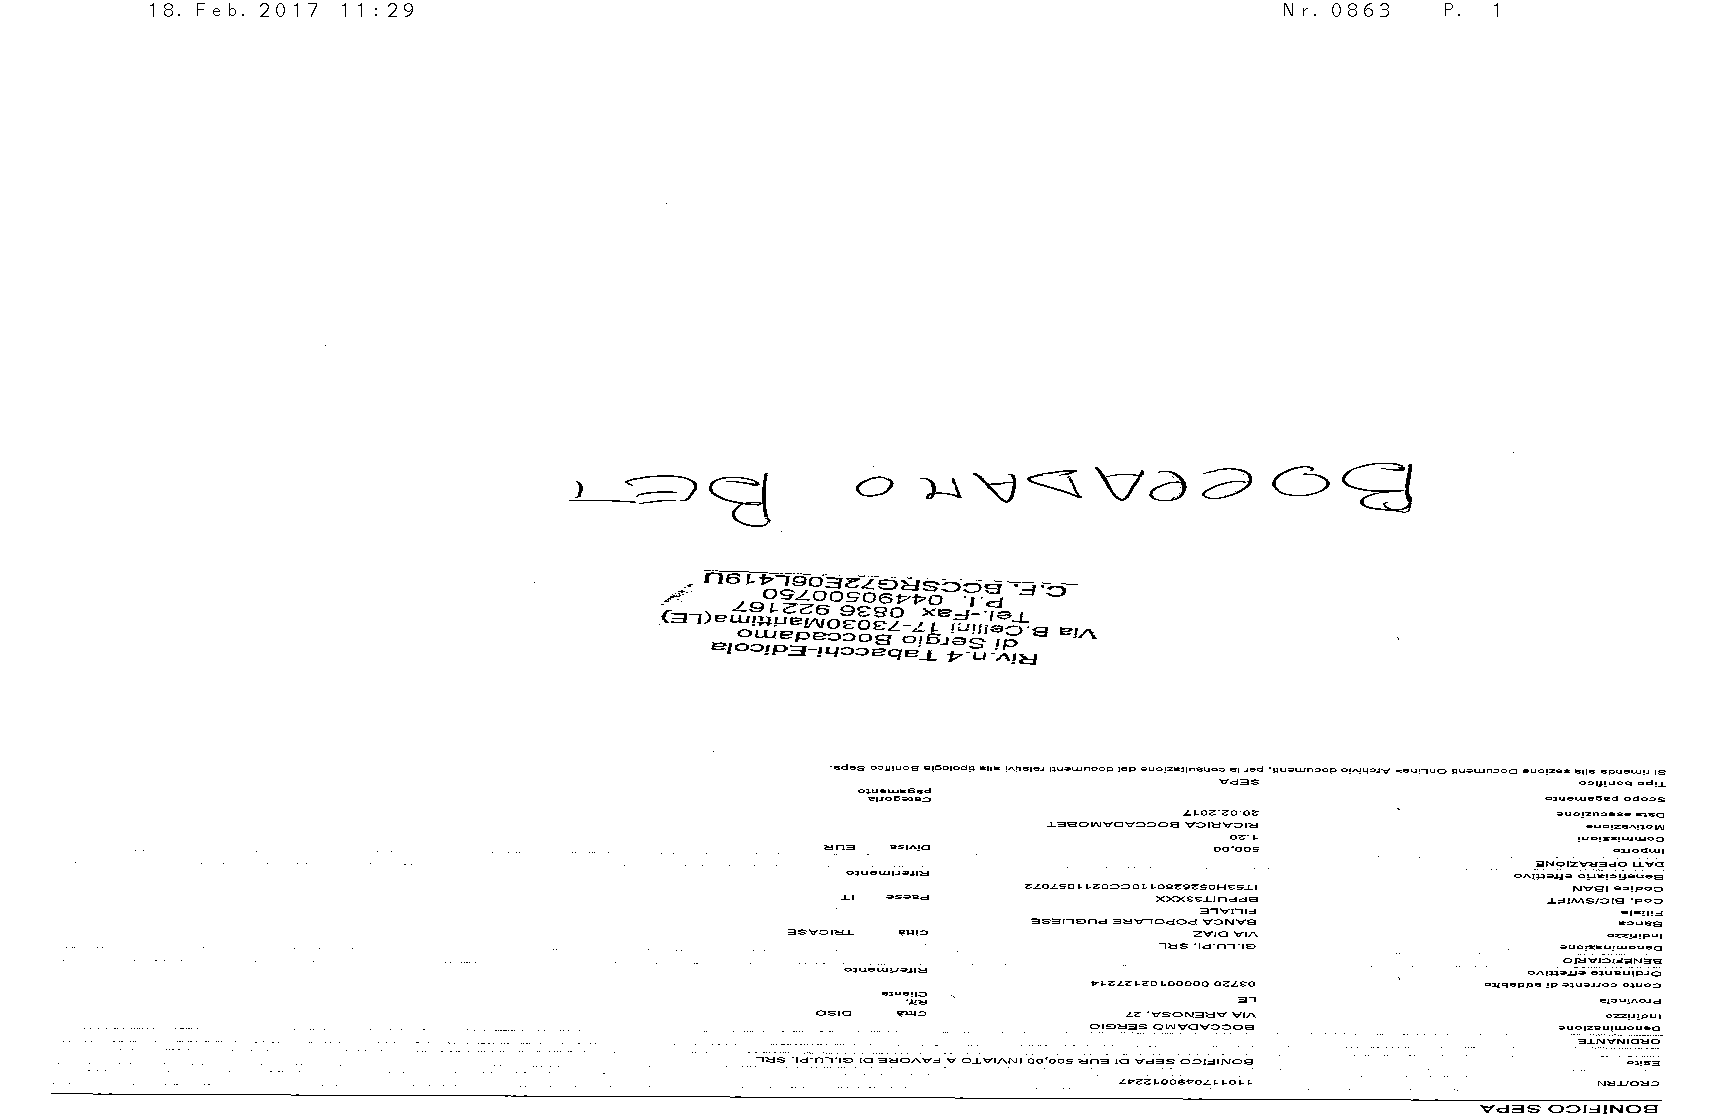 18. Feb. 2017 11:29 Nr. 0863 P. 1
BONIFICO SEPA
CRO/TRN 1101170490012247
Esito BONIFICO SEPA DI EUR 500,00 INVIATO A FAVORE DI GI.LU.PI. SRL
ORDINANTE
Denominazione BOCCADAMO SERGIO
Indirizzo VIA ARENOSA, 27 Città DISO
Provincia LE Rif. Cliente
Conto corrente di addebito 03720 000010212721​4
Ordinante effettivo Riferimento
BENEFICIARIO
Denominazione GI.LU.PI. SRL
Indirizzo VIA DIAZ Città TRICASE
Banca BANCA POPOLARE PUGLIESE
Filiale FILIALE
Cod. BIC/SWIFT BPPUIT33XXX Paese IT
Codice IBAN IT53H0526280110CC0211057072
Beneficiario effettivo Riferimento
DATI OPERAZIONE
Importo 500,00 Divisa EUR
Commissioni 1.20
Motivazione RICARICA BOCCADAMOBET
Data esecuzione 20.02.2017
Scopo pagamento Categoria pagamento
Tipo bonifico SEPA
Si rimanda alla sezione Documenti OnLine> Archivio documenti, per la consultazione dei documenti relativi alla tipologia Bonifico Sepa.
Riv.n.4 Tabacchi-Edicola
di Sergio Boccadamo
Via B.Cellini 17-73030Marittima(LE)
Tel.-Fax 0836 922167
P.I. 04490500750
C.F. BCCSRG72E06L419U
BOCCADAMO BET